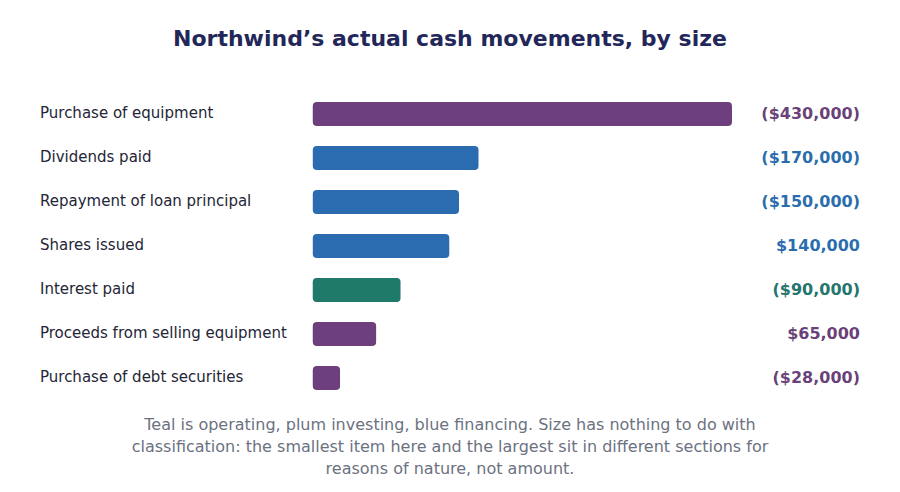 Northwind’s actual cash movements, by size
Purchase of equipment ($430,000)
Dividends paid ($170,000)
Repayment of loan principal ($150,000)
Shares issued $140,000
Interest paid ($90,000)
Proceeds from selling equipment $65,000
Purchase of debt securities ($28,000)
Teal is operating, plum investing, blue financing. Size has nothing to do with
classification: the smallest item here and the largest sit in different sections for
reasons of nature, not amount.